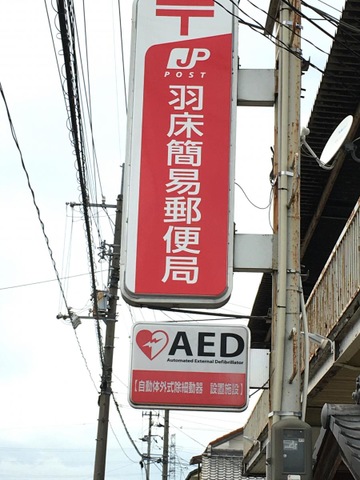 〒
JP
POST
羽床簡易郵便局
AED
Automated External Defibrillator
【自動体外式除細動器 設置施設】